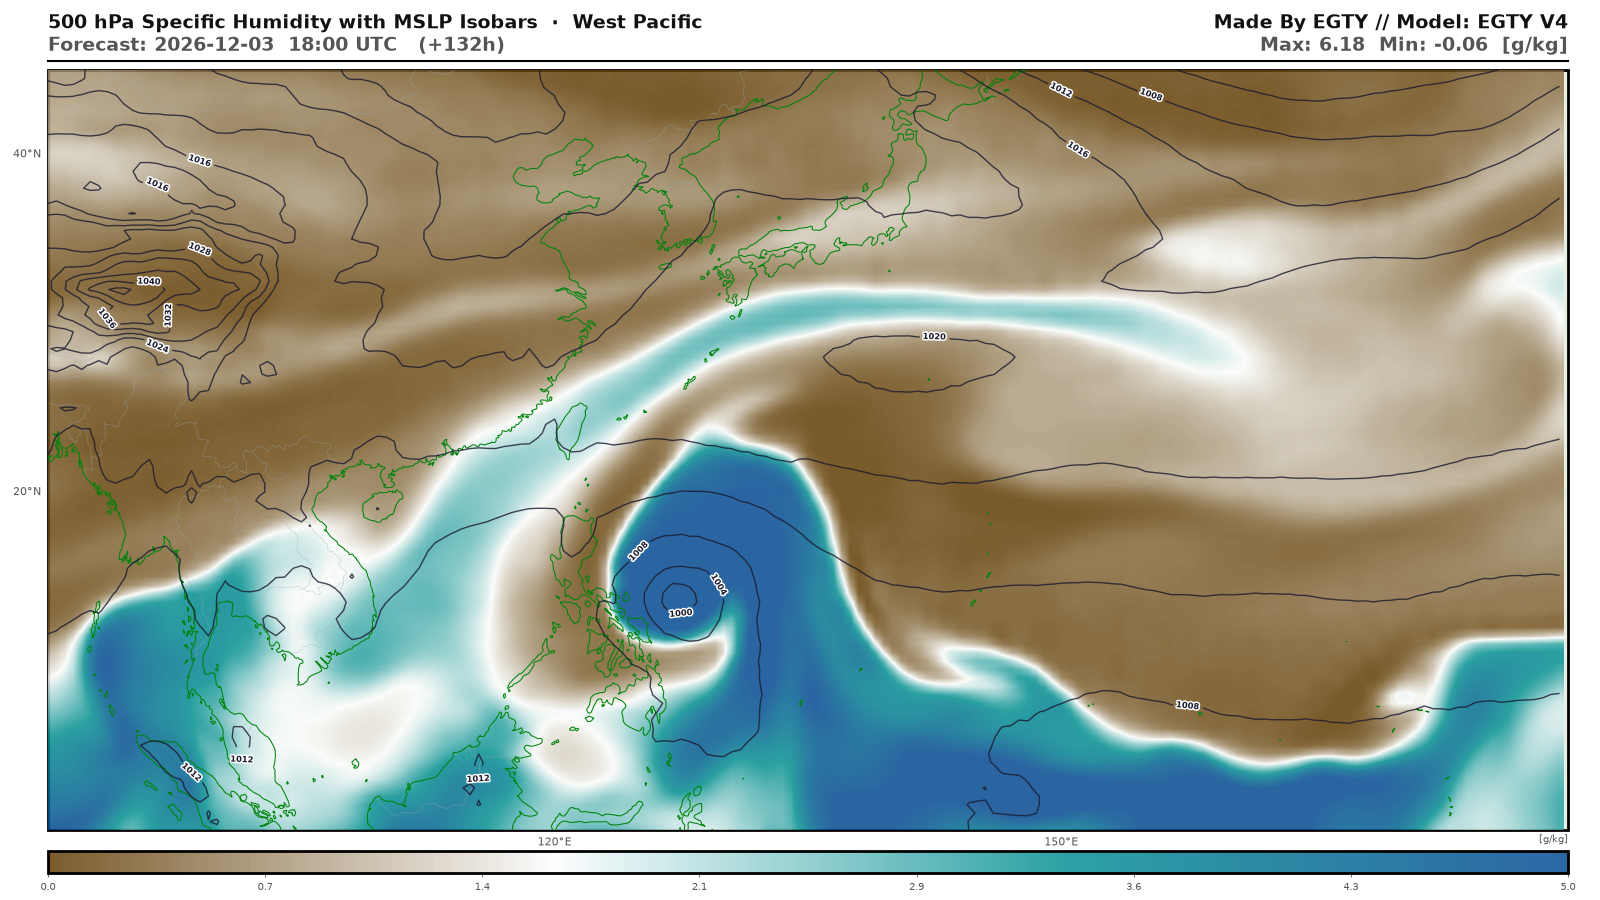 500 hPa Specific Humidity with MSLP Isobars · West Pacific
Made By EGTY // Model: EGTY V4
Forecast: 2026-12-03 18:00 UTC (+132h)
Max: 6.18 Min: -0.06 [g/kg]
1012
1008
40°N
1016
1016
1016
1028
1040
1036
1032
1020
1024
20°N
1008
1004
1000
1008
1012
1012
1012
120°E
150°E
[g/kg]
0.0
0.7
1.4
2.1
2.9
3.6
4.3
5.0